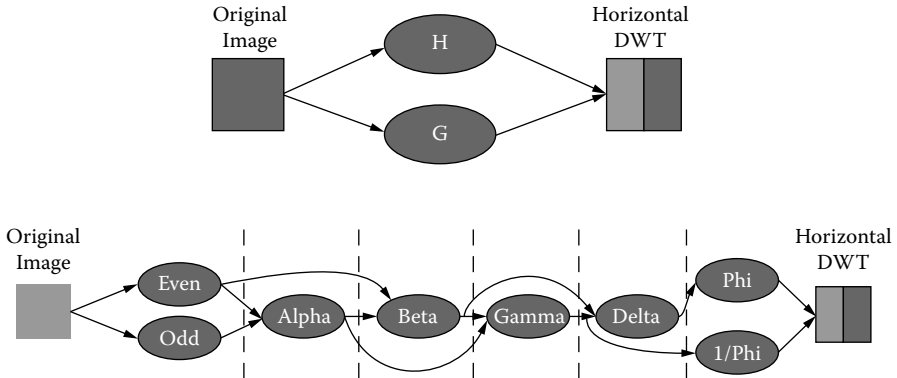 Original
Image
H
G
Horizontal
DWT
Original
Image
Even
Odd
Alpha
Beta
Gamma
Delta
Phi
1/Phi
Horizontal
DWT